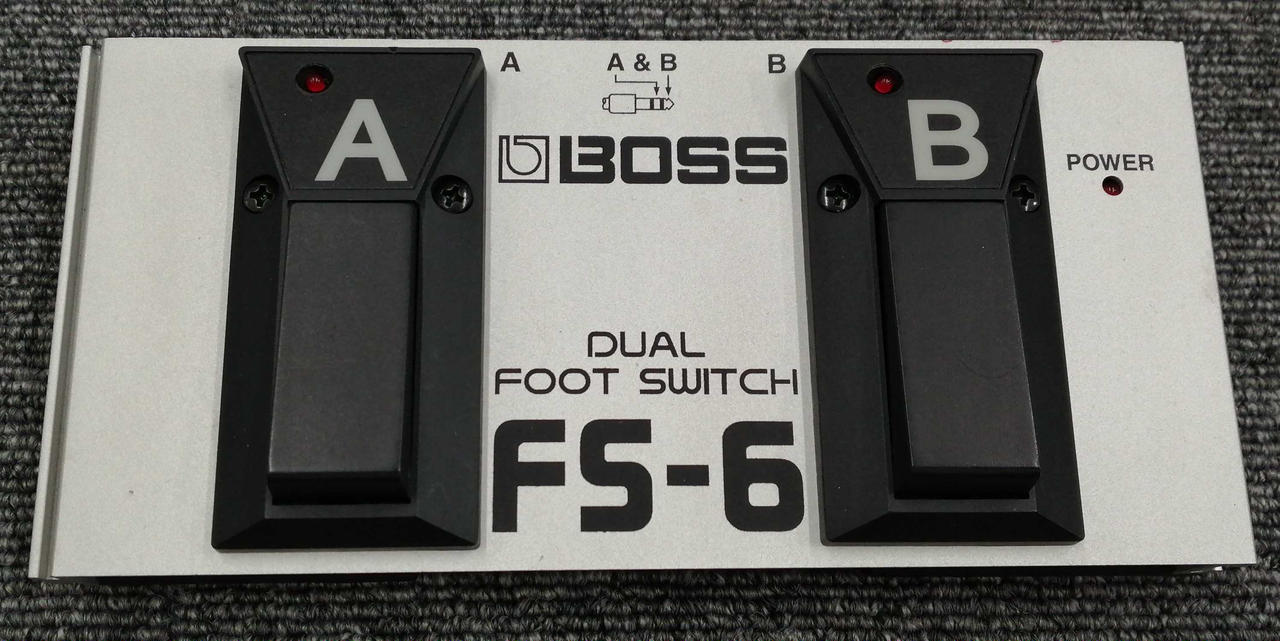 A A & B B
A
B
BOSS
POWER
DUAL
FOOT SWITCH
FS-6